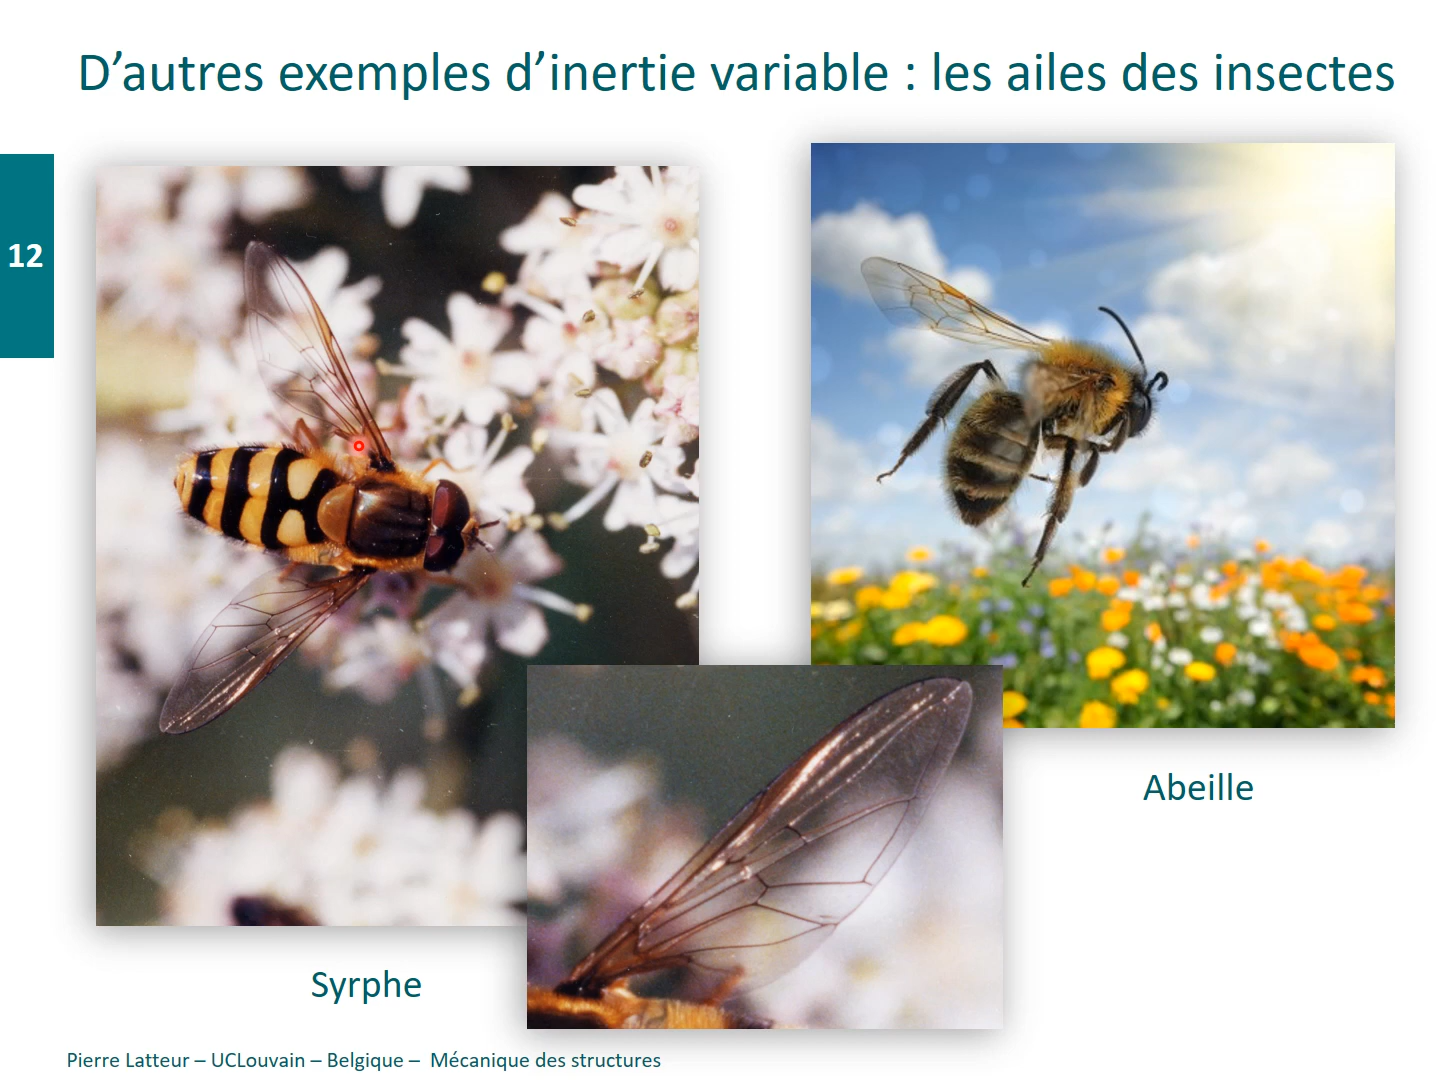 D’autres exemples d’inertie variable : les ailes des insectes
12
Abeille
Syrphe
Pierre Latteur – UCLouvain – Belgique – Mécanique des structures